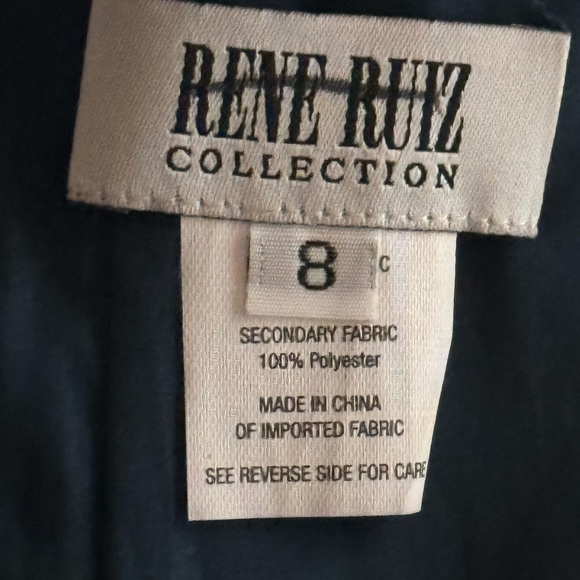 RENE RUIZ
COLLECTION
8
C
SECONDARY FABRIC
100% Polyester
MADE IN CHINA
OF IMPORTED FABRIC
SEE REVERSE SIDE FOR CARE